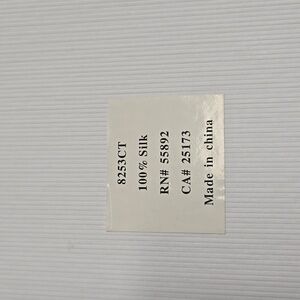 8253CT
100% Silk
RN# 55892
CA# 25173
Made in china